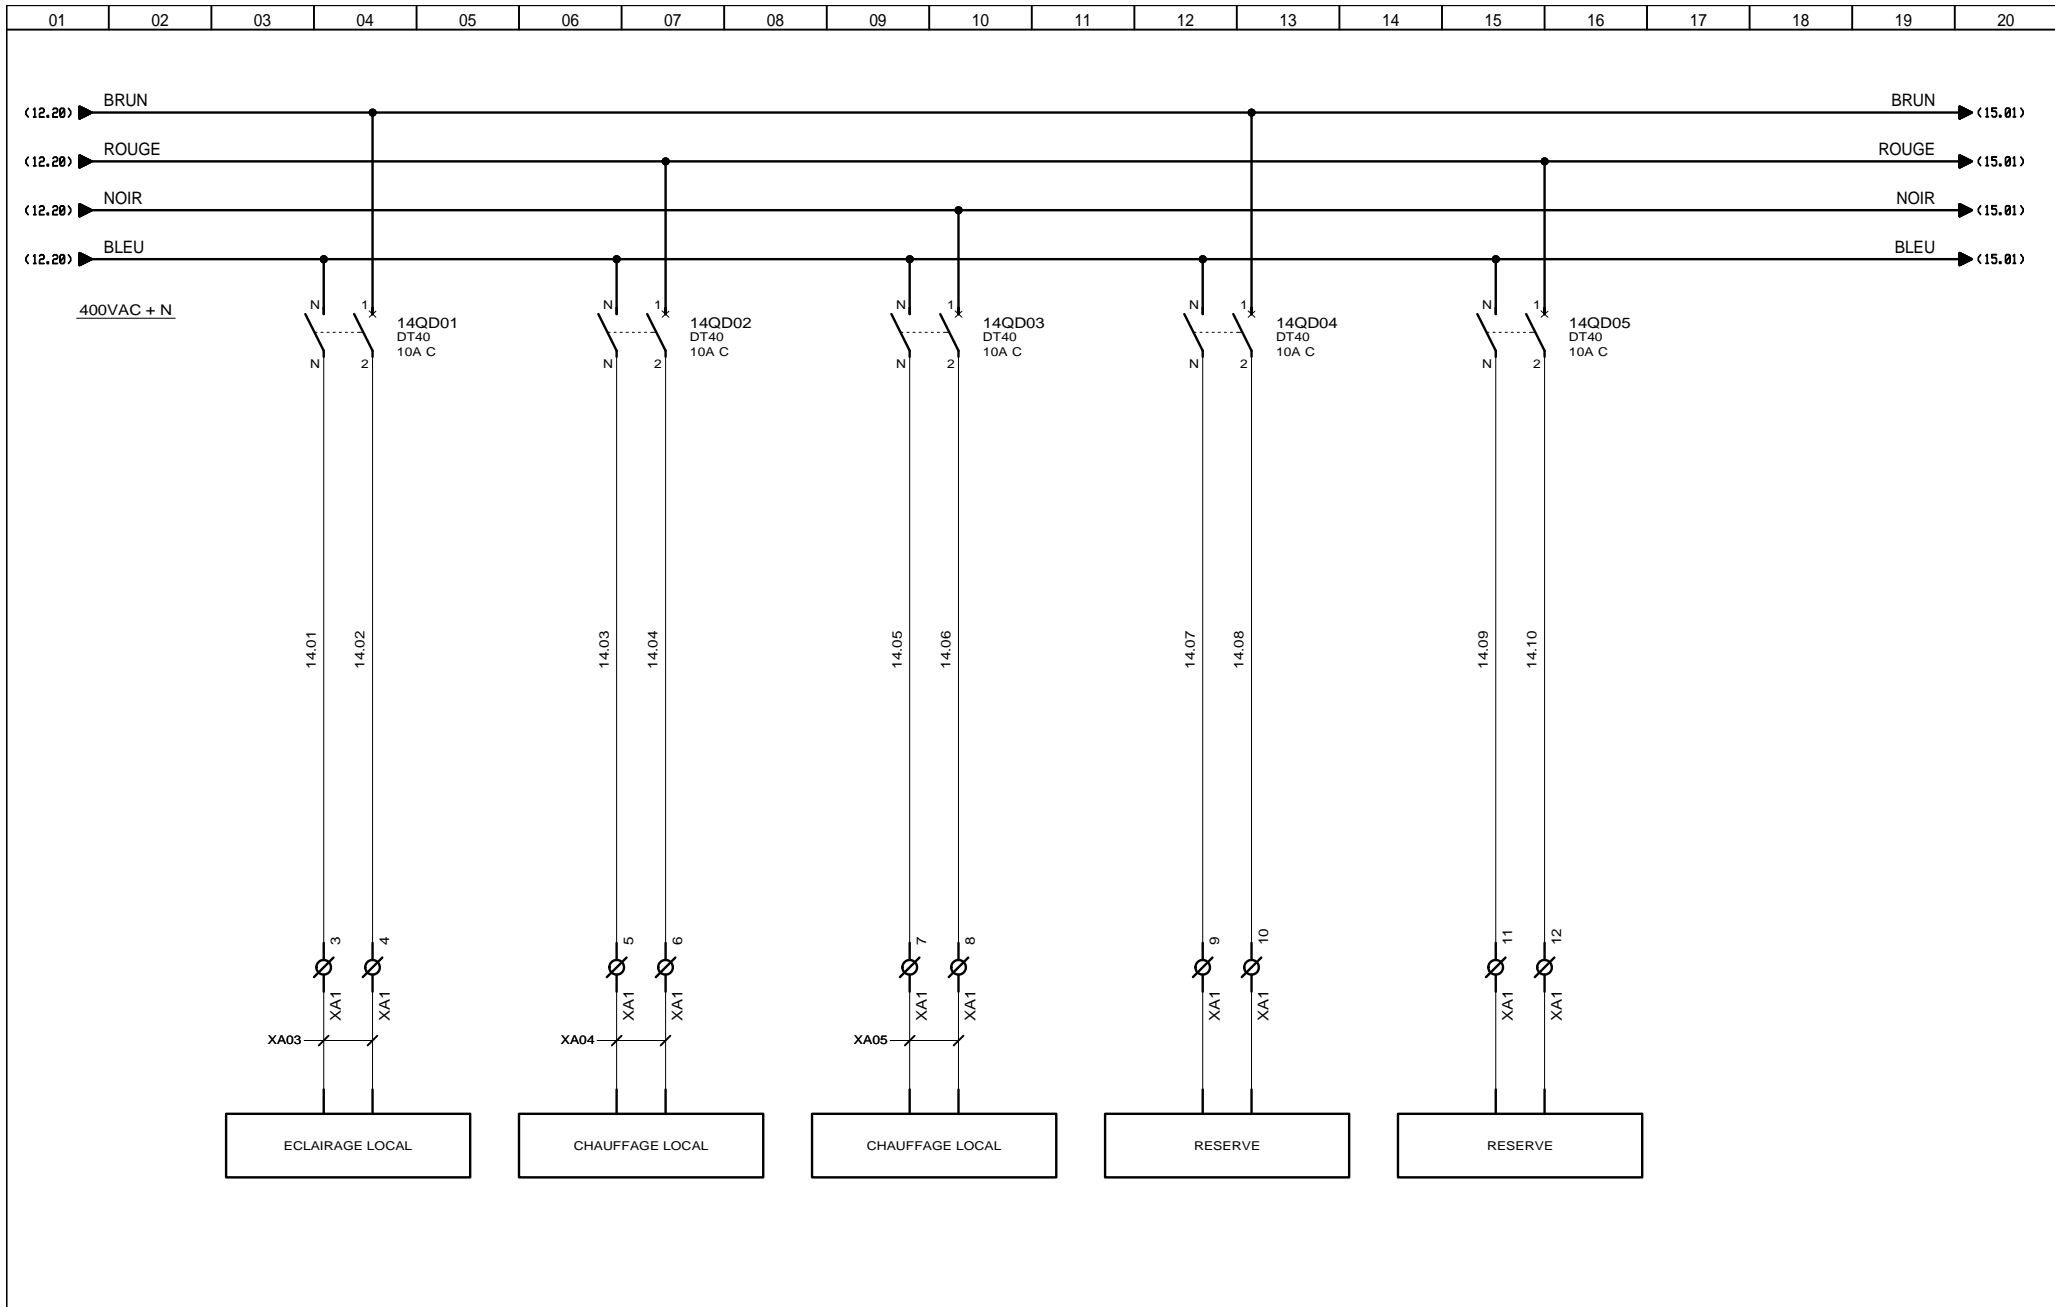 01 02 03 04 05 06 07 08 09 10 11 12 13 14 15 16 17 18 19 20
BRUN BRUN
(12.20) (15.01)
ROUGE ROUGE
(12.20) (15.01)
NOIR NOIR
(12.20) (15.01)
BLEU BLEU
(12.20) (15.01)
400VAC + N
N 1 N 1 N 1 N 1 N 1
14QD01 14QD02 14QD03 14QD04 14QD05
DT40 DT40 DT40 DT40 DT40
10A C 10A C 10A C 10A C 10A C
N 2 N 2 N 2 N 2 N 2
14.01 14.02 14.03 14.04 14.05 14.06 14.07 14.08 14.09 14.10
3 4 5 6 7 8 9 10 11 12
XA1 XA1 XA1 XA1 XA1 XA1 XA1 XA1 XA1 XA1
XA03 XA04 XA05
ECLAIRAGE LOCAL CHAUFFAGE LOCAL CHAUFFAGE LOCAL RESERVE RESERVE